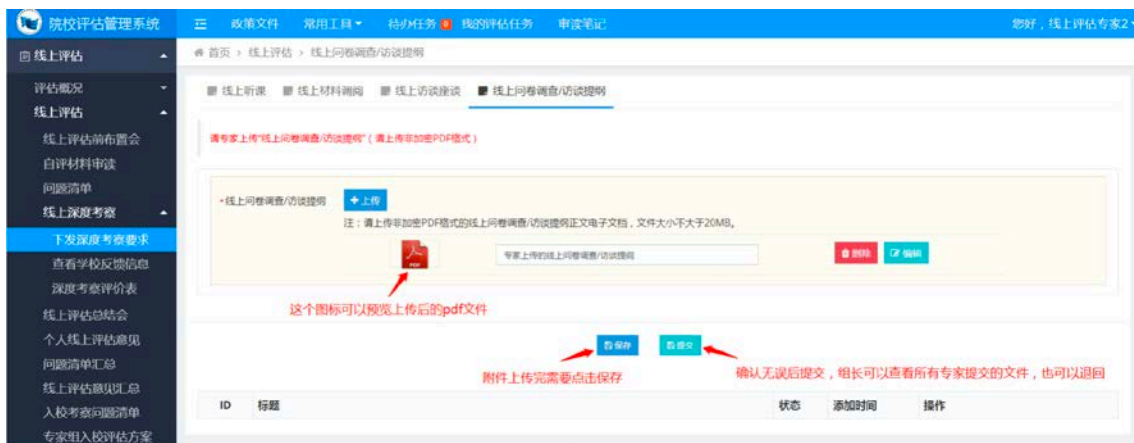 院校评估管理系统
政策文件 常用工具 待办任务 我的评估任务 申读笔记
您好，线上评估专家2
线上评估
首页 > 线上评估 > 线上问卷调查/访谈提纲
评估概况
线上评估
线上评估前布置会
自评材料审读
问题清单
线上深度考察
下发深度考察要求
查看学校反馈信息
深度考察评价表
线上评估总结会
个人线上评估意见
问题清单汇总
线上评估意见汇总
入校考察问题清单
专家组入校评估方案
线上听课 线上材料调阅 线上访谈座谈 线上问卷调查/访谈提纲
请专家上传“线上问卷调查/访谈提纲”（请上传非加密PDF格式）
*线上问卷调查/访谈提纲 +上传
注：请上传非加密PDF格式的线上问卷调查/访谈提纲正文电子文档，文件大小不大于20MB。
PDF 专家上传的线上问卷调查/访谈提纲 删除 编辑
这个图标可以预览上传后的pdf文件
保存 提交
附件上传完需要点击保存
确认无误后提交，组长可以查看所有专家提交的文件，也可以退回
ID 标题 状态 添加时间 操作